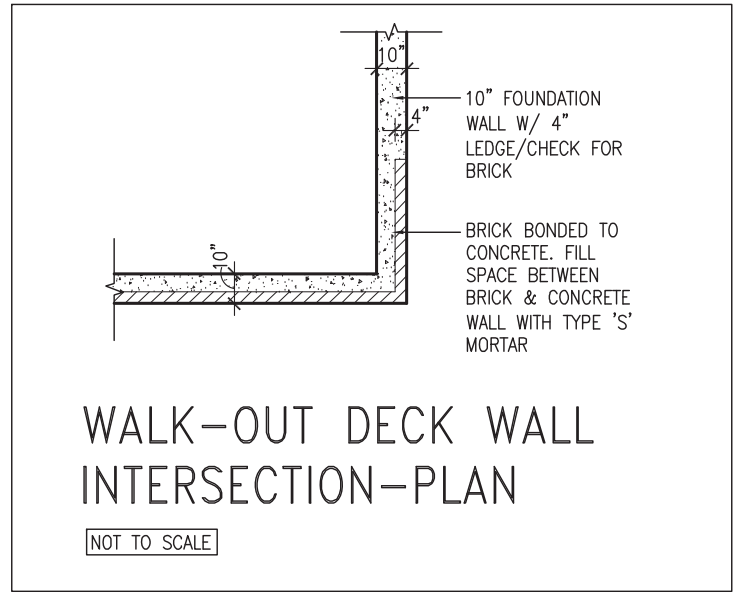 10"
10" FOUNDATION
WALL W/ 4"
LEDGE/CHECK FOR
BRICK
4"
BRICK BONDED TO
CONCRETE. FILL
SPACE BETWEEN
BRICK & CONCRETE
WALL WITH TYPE 'S'
MORTAR
10"
WALK-OUT DECK WALL
INTERSECTION-PLAN
NOT TO SCALE